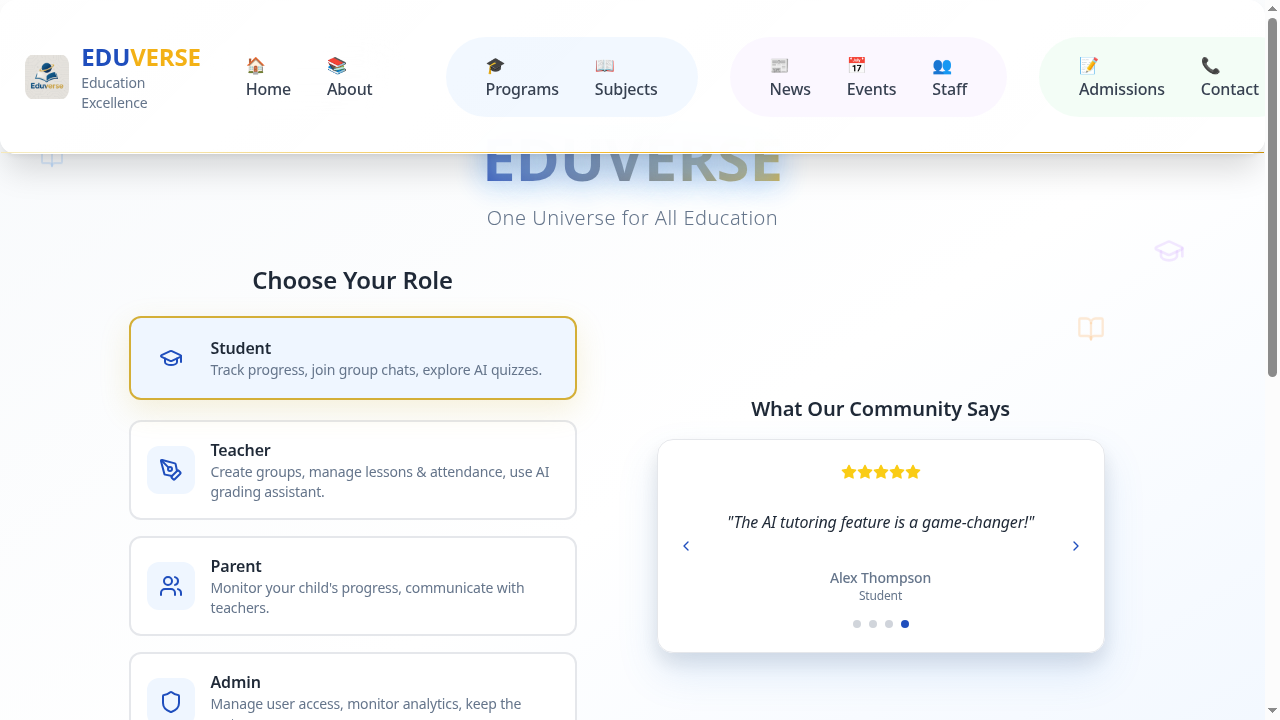 Eduverse
EDUVERSE
Education
Excellence
Home
About
Programs
Subjects
News
Events
Staff
Admissions
Contact
EDUVERSE
One Universe for All Education
Choose Your Role
Student
Track progress, join group chats, explore AI quizzes.
Teacher
Create groups, manage lessons & attendance, use AI
grading assistant.
Parent
Monitor your child's progress, communicate with
teachers.
Admin
Manage user access, monitor analytics, keep the
What Our Community Says
"The AI tutoring feature is a game-changer!"
Alex Thompson
Student